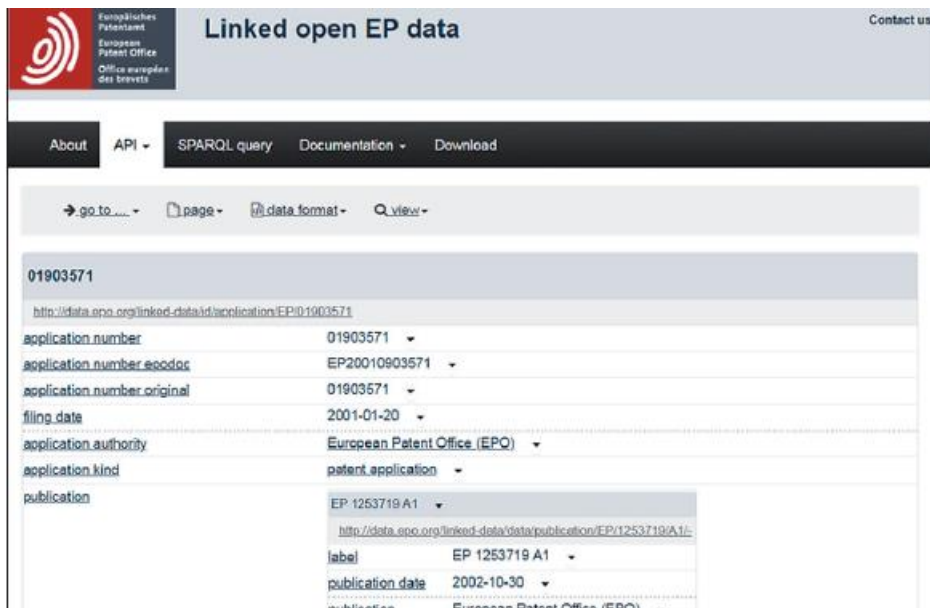 Europäisches
Patentamt
European
Patent Office
Office européen
des brevets
Linked open EP data
Contact us
About API SPARQL query Documentation Download
go to ... page data format view
01903571
http://data.epo.org/linked-data/id/application/EP/01903571
application number 01903571
application number epodoc EP20010903571
application number original 01903571
filing date 2001-01-20
application authority European Patent Office (EPO)
application kind patent application
publication EP 1253719 A1
http://data.epo.org/linked-data/data/publication/EP/1253719/A1/-
label EP 1253719 A1
publication date 2002-10-30
publication European Patent Office (EPO)